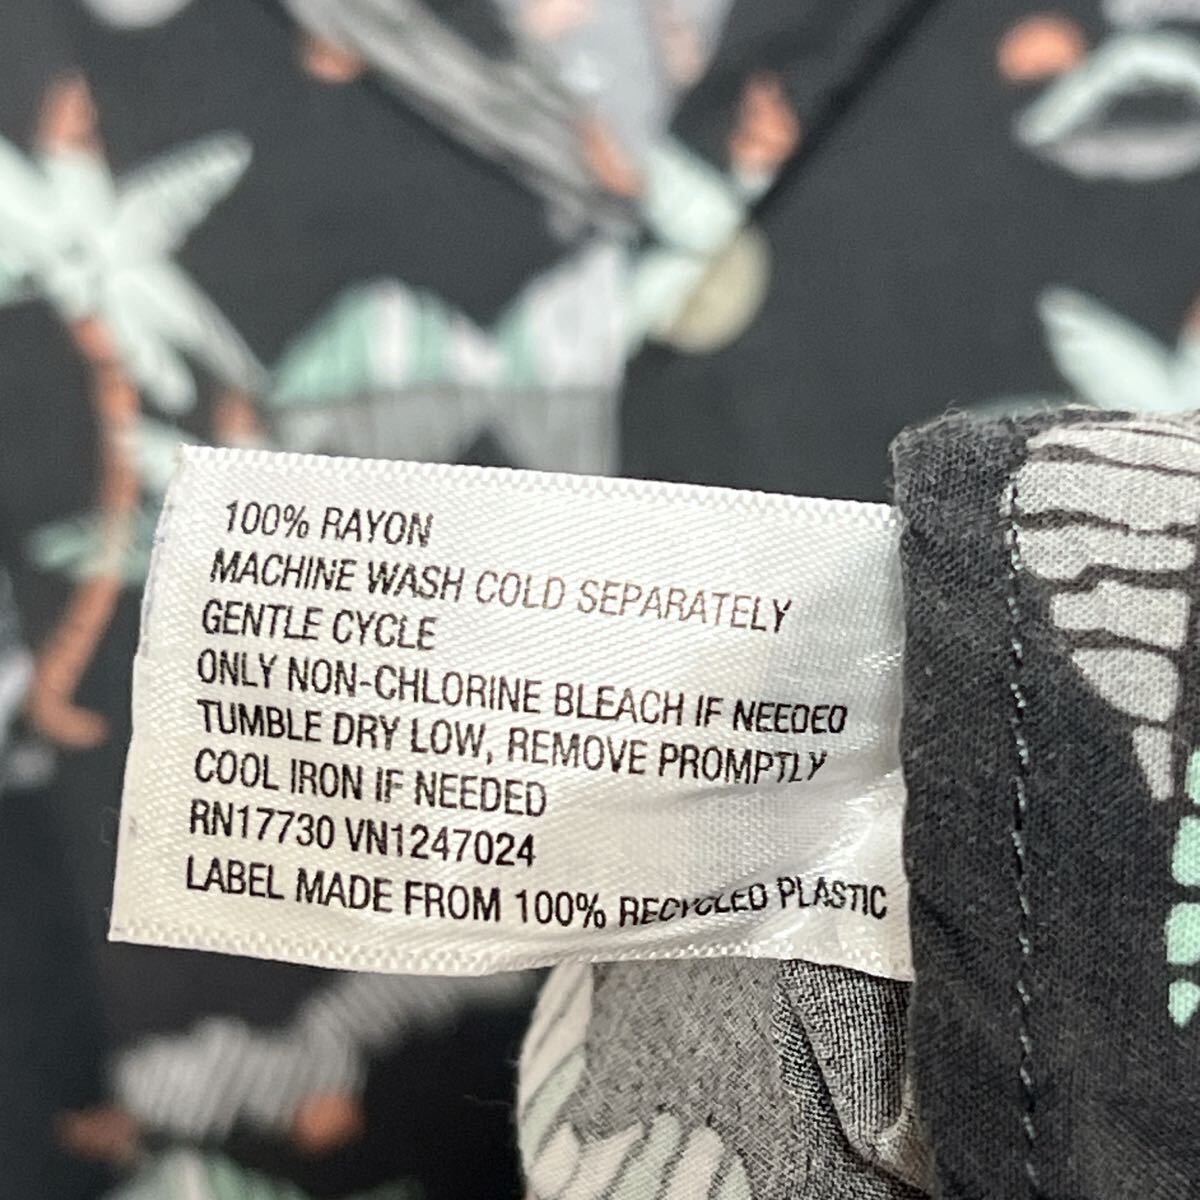 100% RAYON
MACHINE WASH COLD SEPARATELY
GENTLE CYCLE
ONLY NON-CHLORINE BLEACH IF NEEDED
TUMBLE DRY LOW, REMOVE PROMPTLY
COOL IRON IF NEEDED
RN17730 VN1247024
LABEL MADE FROM 100% RECYCLED PLASTIC